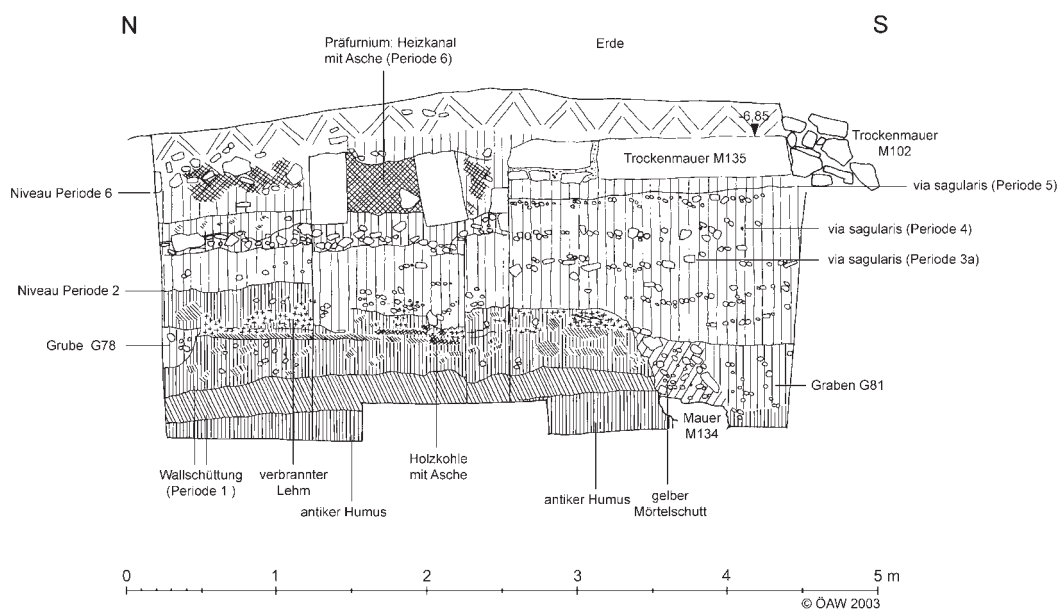 N
S
Präfurnium: Heizkanal
mit Asche (Periode 6)
Erde
-6,85
Trockenmauer
M102
Trockenmauer M135
Niveau Periode 6
via sagularis (Periode 5)
via sagularis (Periode 4)
via sagularis (Periode 3a)
Niveau Periode 2
Grube G78
Graben G81
Mauer
M134
Wallschüttung
(Periode 1 )
verbrannter
Lehm
antiker Humus
Holzkohle
mit Asche
antiker Humus
gelber
Mörtelschutt
0
1
2
3
4
5 m
© ÖAW 2003